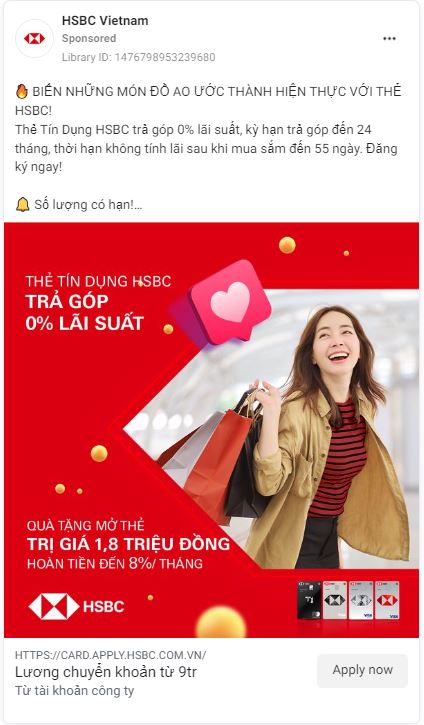 HSBC Vietnam
Sponsored
Library ID: 1476798953239680
🔥 BIẾN NHỮNG MÓN ĐỒ AO ƯỚC THÀNH HIỆN THỰC VỚI THẺ
HSBC!
Thẻ Tín Dụng HSBC trả góp 0% lãi suất, kỳ hạn trả góp đến 24
tháng, thời hạn không tính lãi sau khi mua sắm đến 55 ngày. Đăng
ký ngay!
🔔 Số lượng có hạn!...
THẺ TÍN DỤNG HSBC
TRẢ GÓP
0% LÃI SUẤT
QUÀ TẶNG MỞ THẺ
TRỊ GIÁ 1,8 TRIỆU ĐỒNG
HOÀN TIỀN ĐẾN 8%/ THÁNG
HSBC
HTTPS://CARD.APPLY.HSBC.COM.VN/
Lương chuyển khoản từ 9tr
Từ tài khoản công ty
Apply now